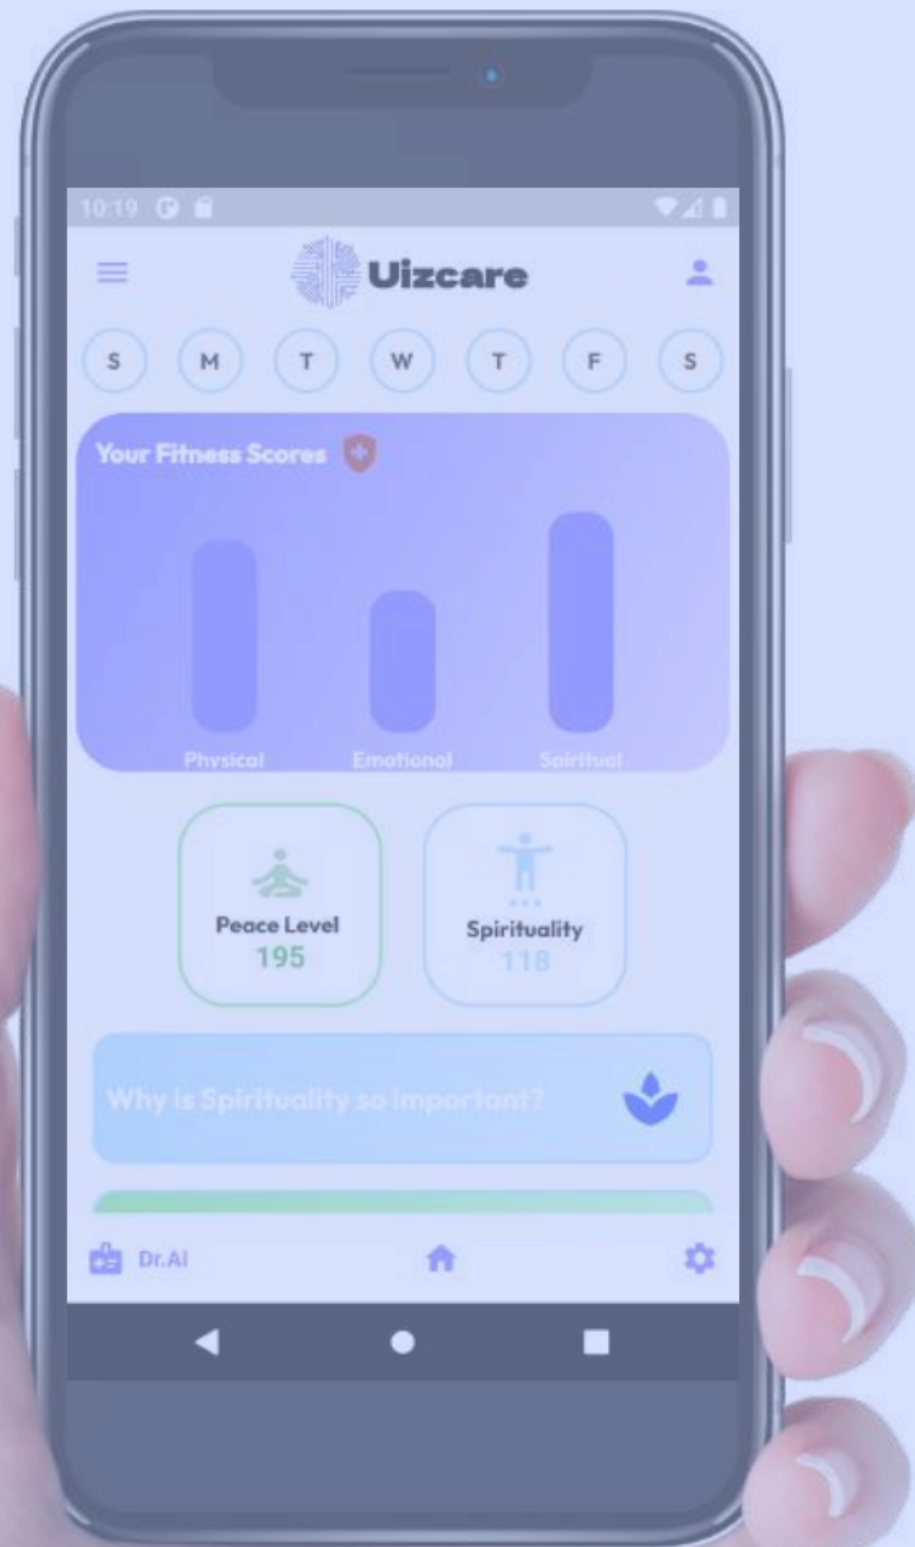 10:19
Uizcare
S M T W T F S
Your Fitness Scores
Physical Emotional Spiritual
Peace Level
195
Spirituality
118
Why is Spirituality so important?
Dr.AI